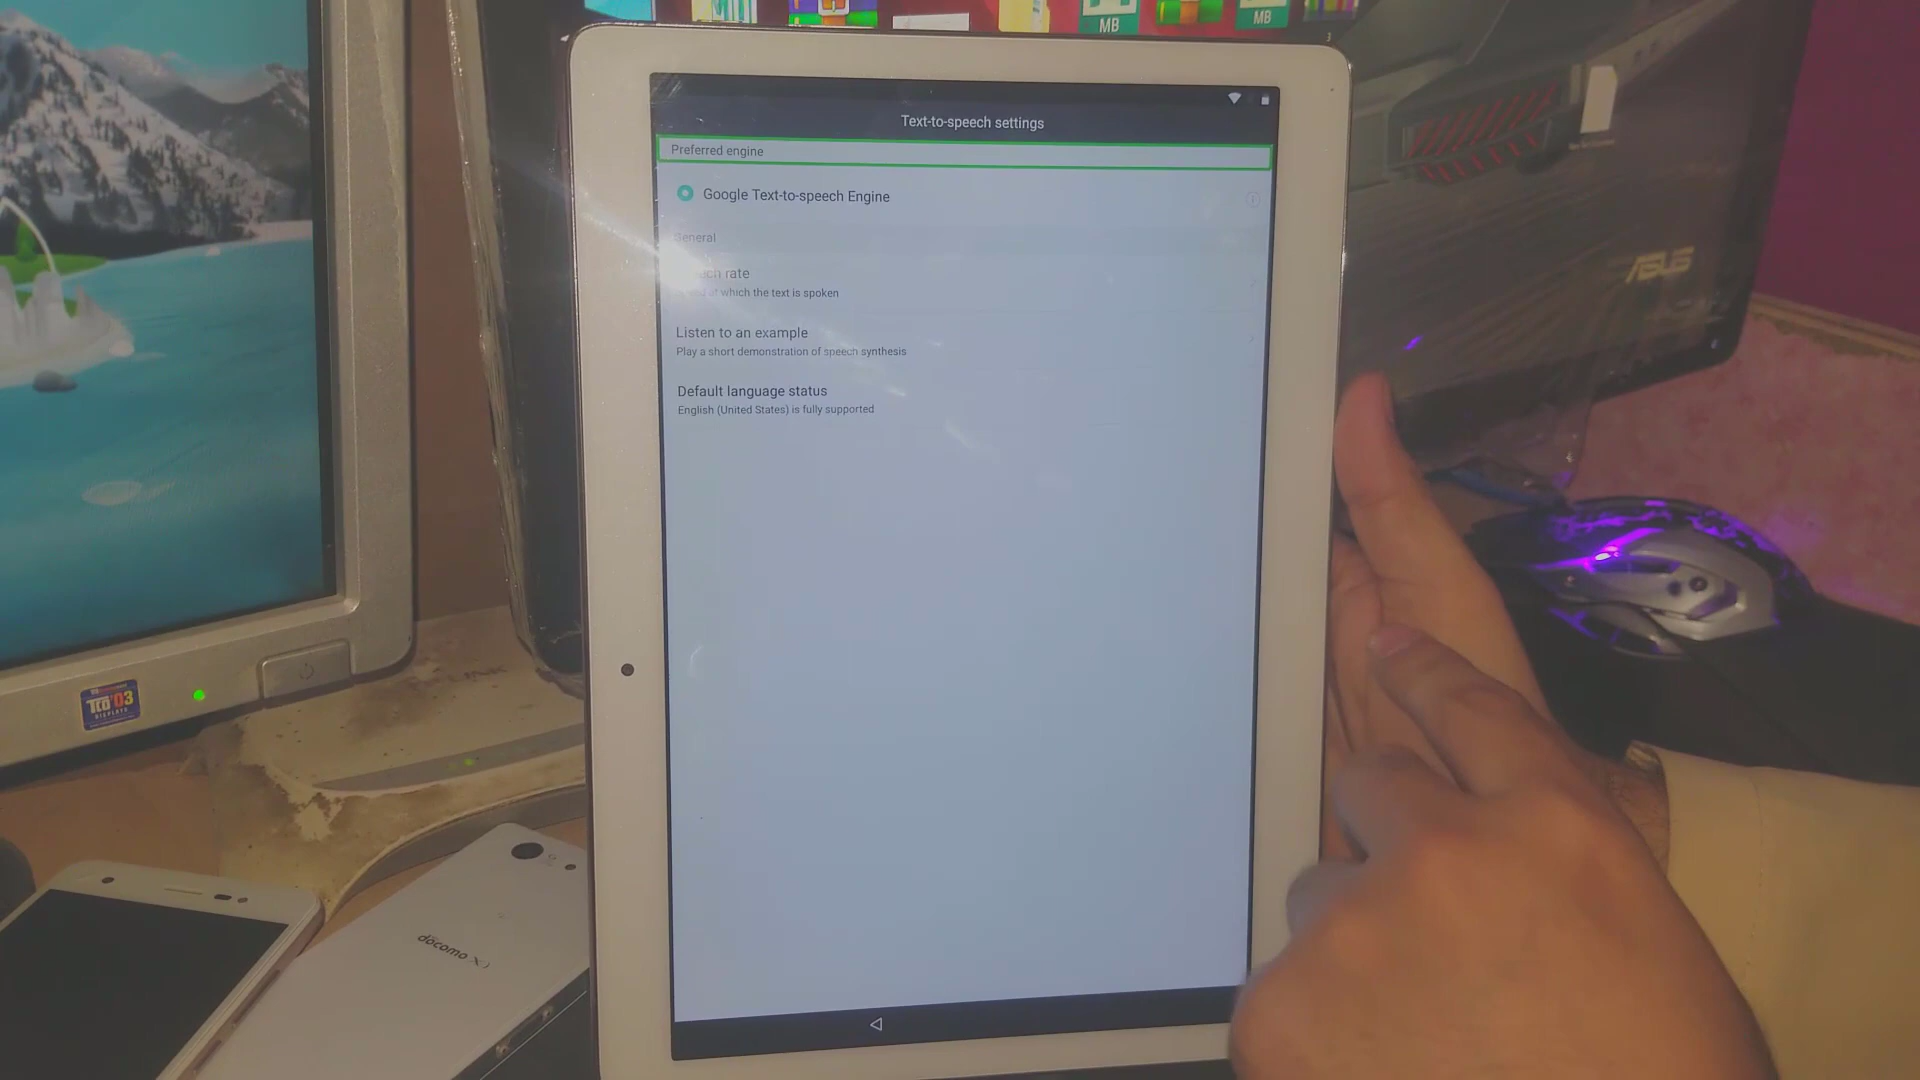 MB
MB
Text-to-speech settings
Preferred engine
Google Text-to-speech Engine
General
rate
at which the text is spoken
Listen to an example
Play a short demonstration of speech synthesis
Default language status
English (United States) is fully supported
ASUS
TCO'03
DISPLAYS
docomo Xi